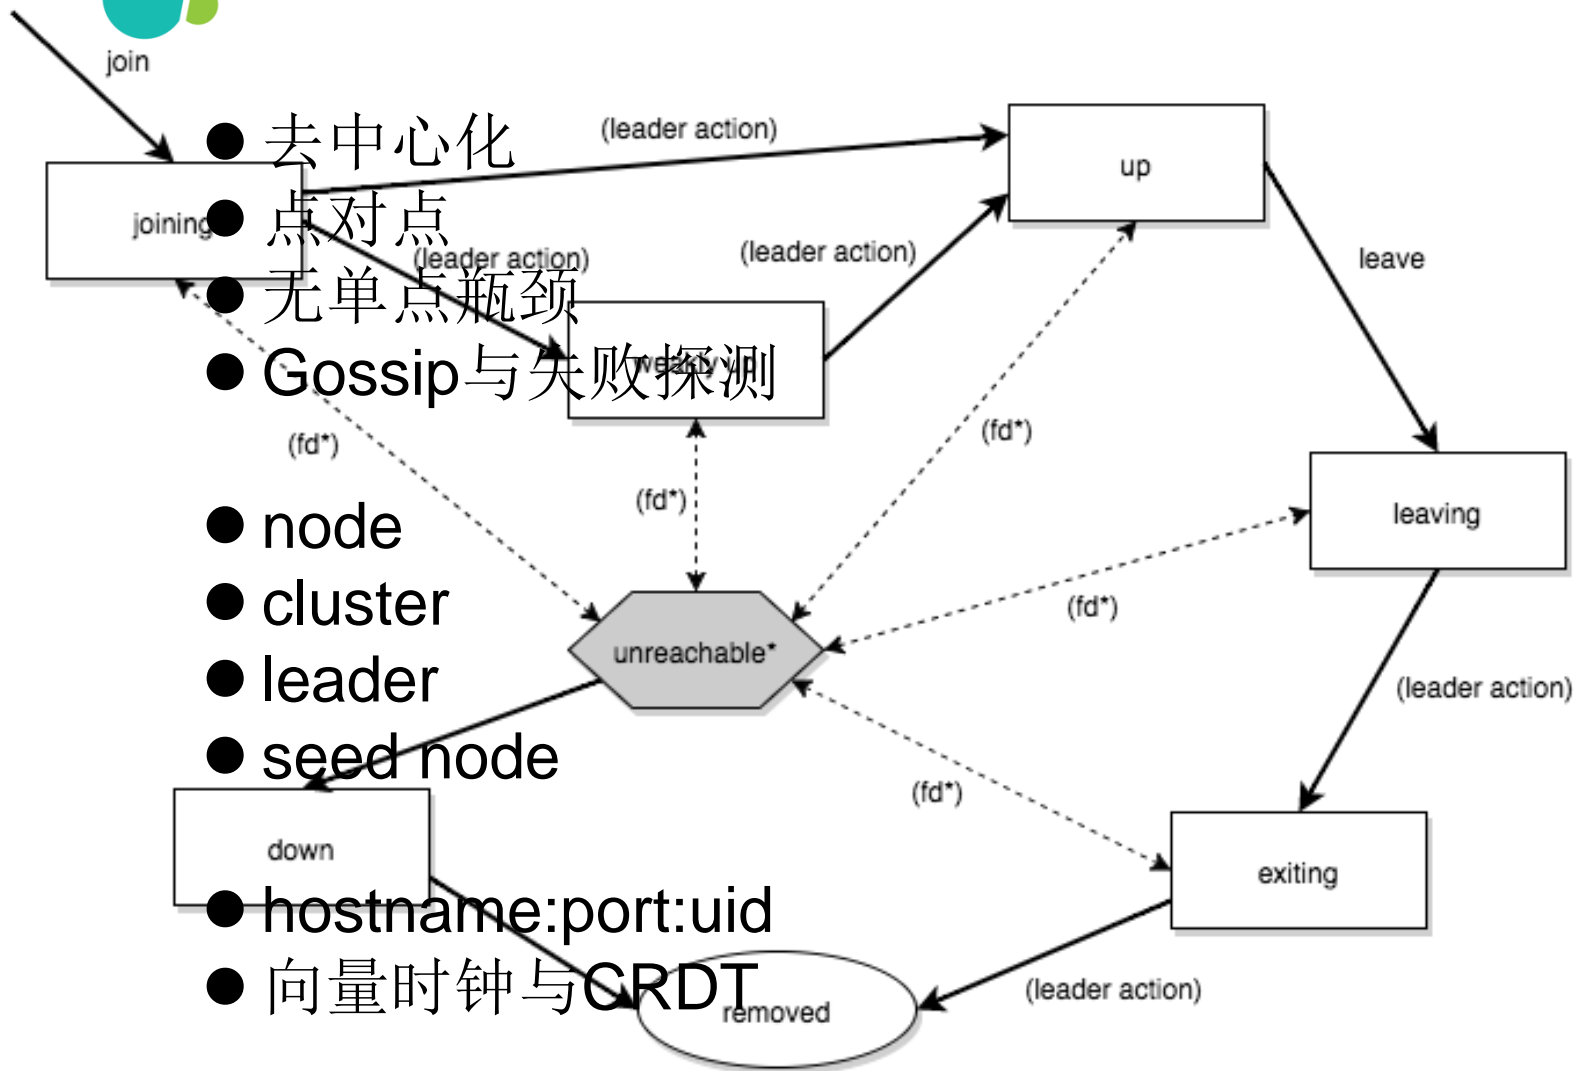 join
● 去中心化
(leader action)
up
joining
● 点对点
(leader action)
(leader action)
leave
● 无单点瓶颈
weakly up
● Gossip与失败探测
(fd*)
(fd*)
(fd*)
● node
leaving
● cluster
(fd*)
unreachable*
● leader
(leader action)
● seed node
(fd*)
down
exiting
● hostname:port:uid
● 向量时钟与CRDT
(leader action)
removed